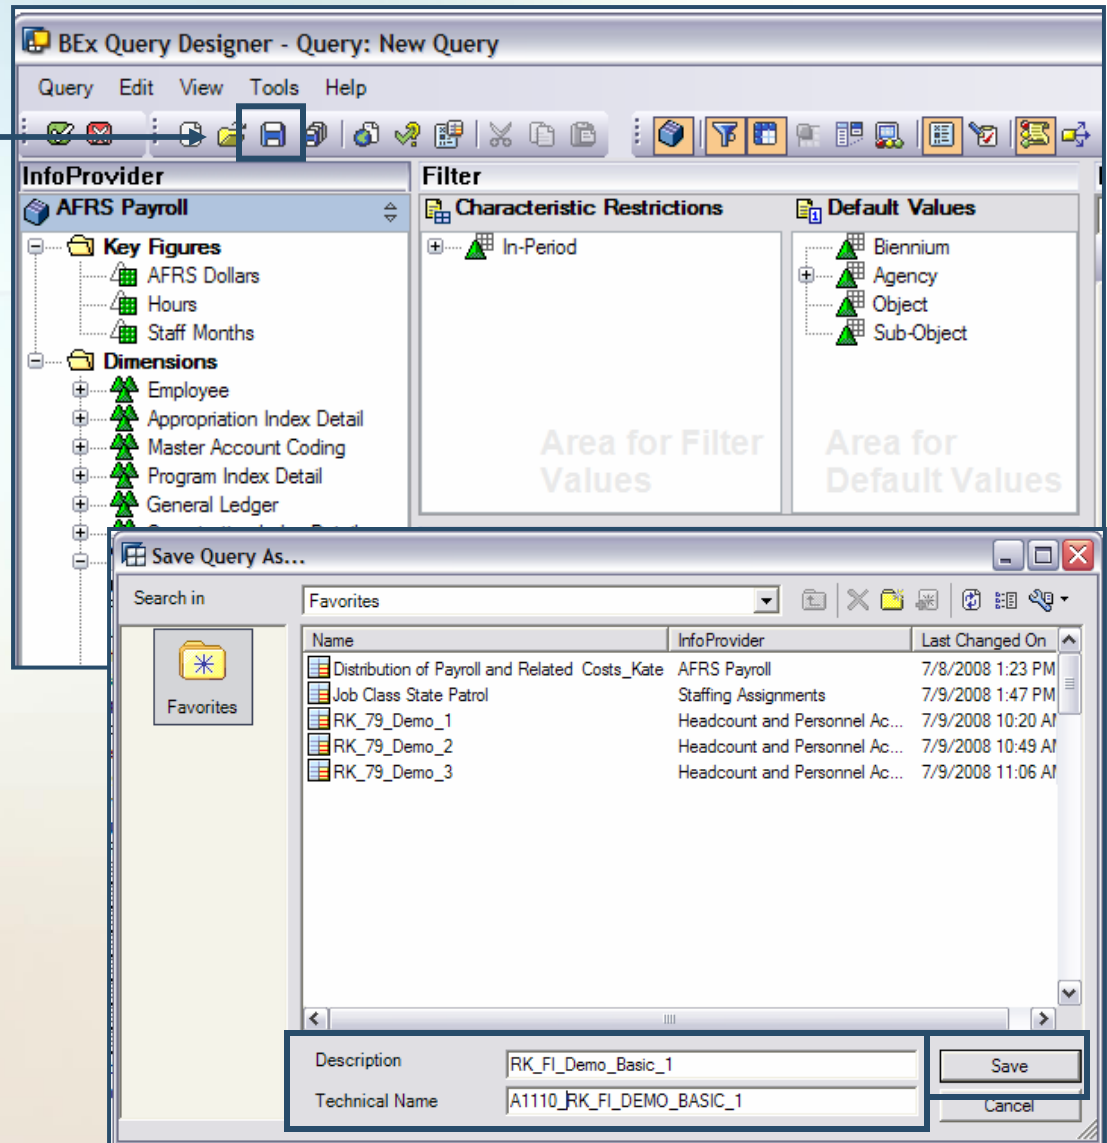 BEx Query Designer - Query: New Query
Query Edit View Tools Help
InfoProvider
Filter
AFRS Payroll
Characteristic Restrictions
Default Values
Key Figures
AFRS Dollars
Hours
Staff Months
Dimensions
Employee
Appropriation Index Detail
Master Account Coding
Program Index Detail
General Ledger
In-Period
Biennium
Agency
Object
Sub-Object
Area for Filter
Values
Area for
Default Values
Save Query As...
Search in
Favorites
Favorites
Name InfoProvider Last Changed On
Distribution of Payroll and Related Costs_Kate AFRS Payroll 7/8/2008 1:23 PM
Job Class State Patrol Staffing Assignments 7/9/2008 1:47 PM
RK_79_Demo_1 Headcount and Personnel Ac... 7/9/2008 10:20 AM
RK_79_Demo_2 Headcount and Personnel Ac... 7/9/2008 10:49 AM
RK_79_Demo_3 Headcount and Personnel Ac... 7/9/2008 11:06 AM
Description RK_FI_Demo_Basic_1
Save
Technical Name A1110_RK_FI_DEMO_BASIC_1
Cancel